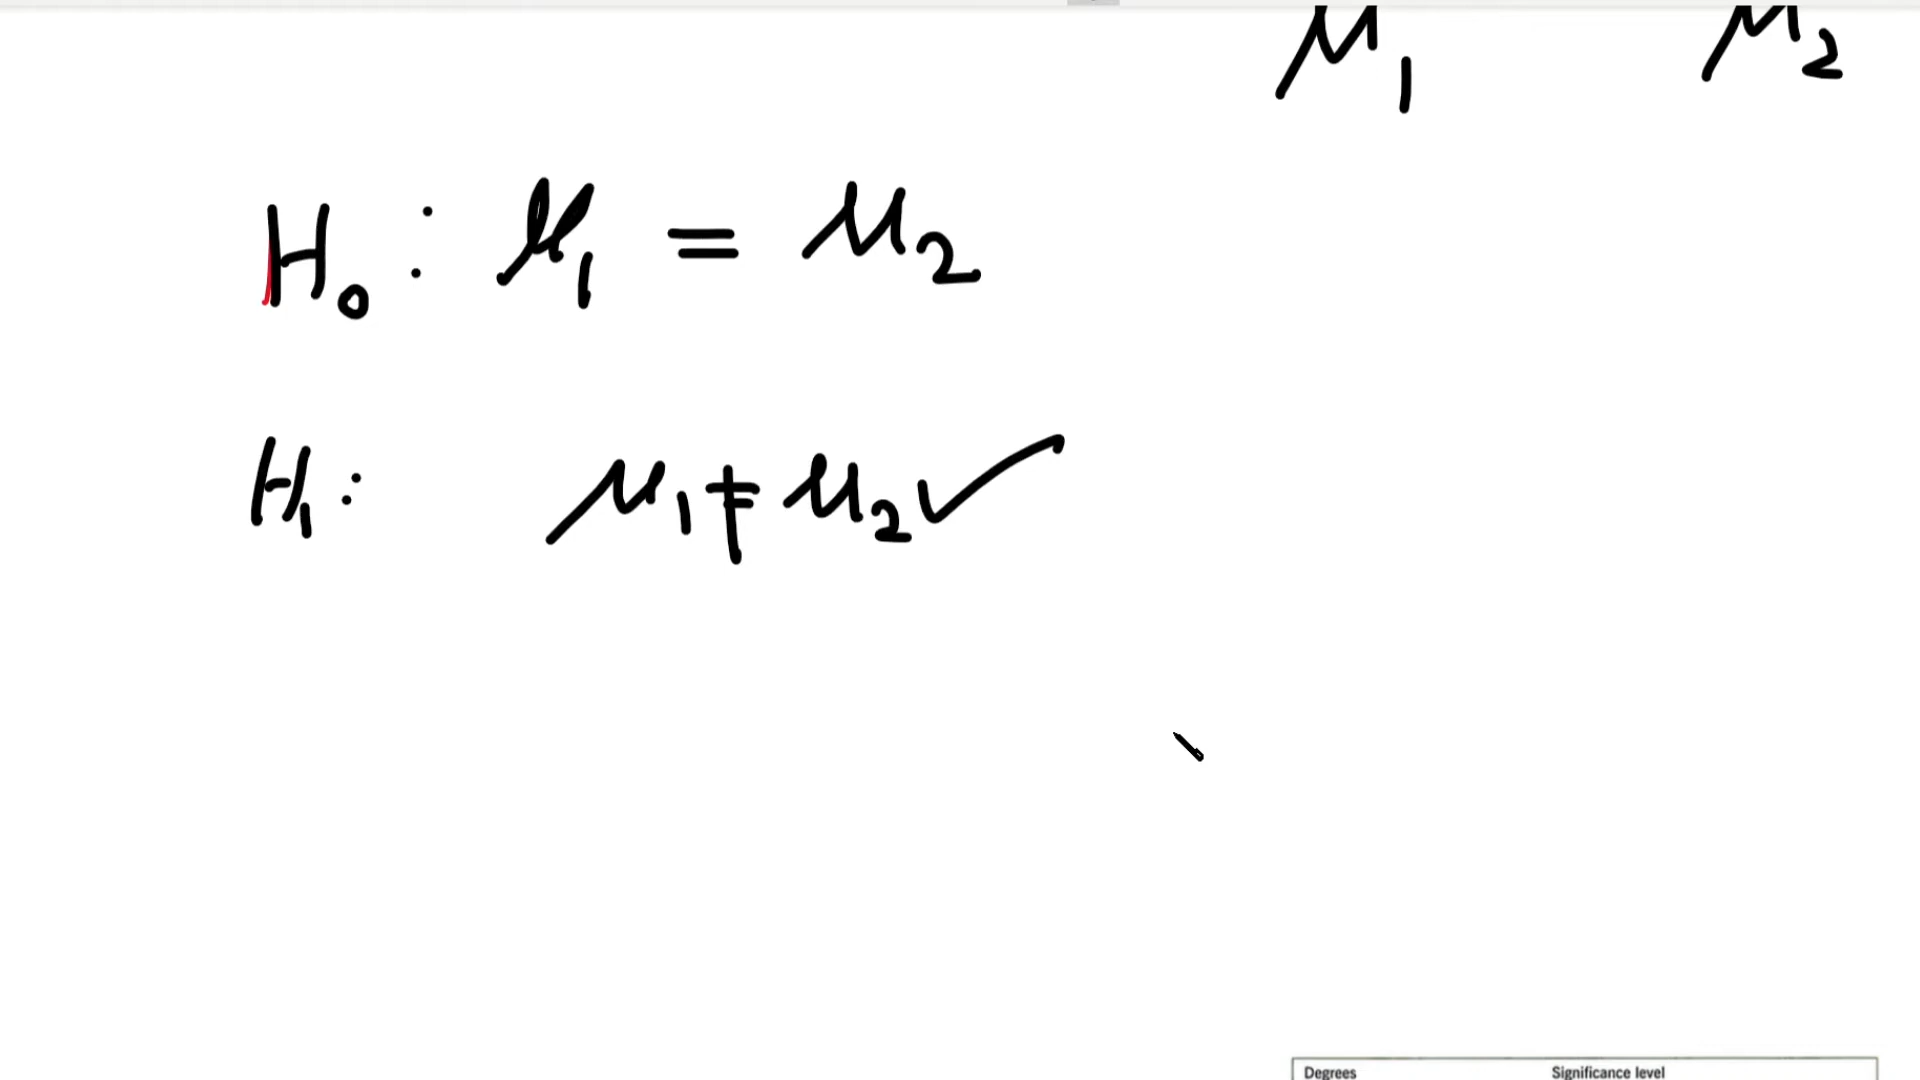 μ₁ μ₂
H₀ : μ₁ = μ₂
H₁ : μ₁ ≠ μ₂ ✓
Degrees Significance level